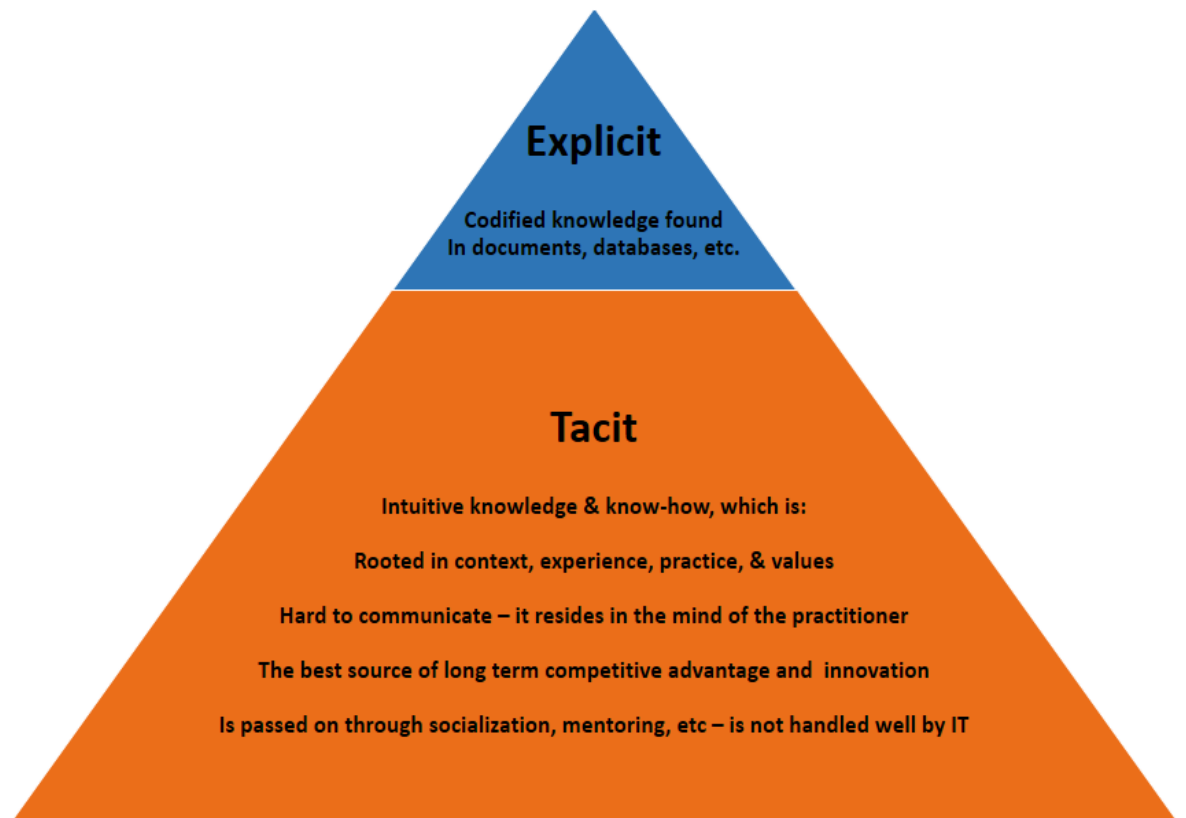 Explicit
Codified knowledge found
In documents, databases, etc.
Tacit
Intuitive knowledge & know-how, which is:
Rooted in context, experience, practice, & values
Hard to communicate – it resides in the mind of the practitioner
The best source of long term competitive advantage and  innovation
Is passed on through socialization, mentoring, etc – is not handled well by IT